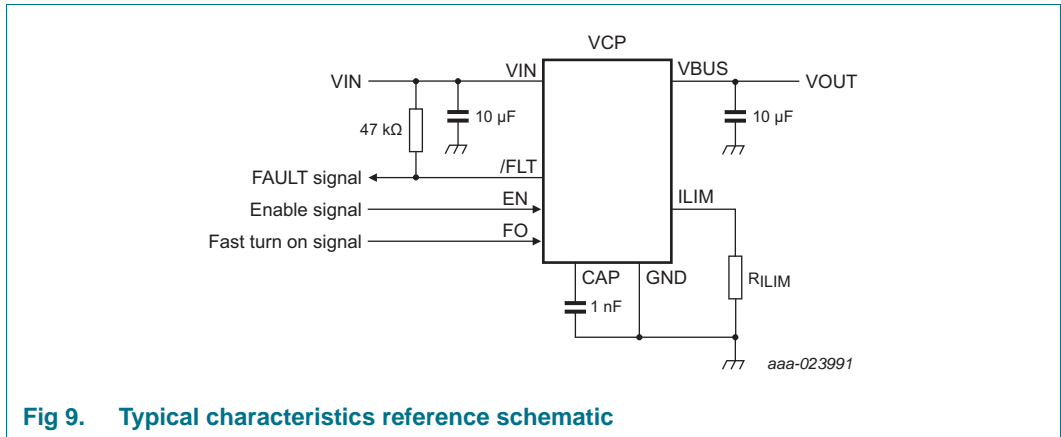 VCP
VIN
VIN
VBUS
VOUT
10 µF
10 µF
47 kΩ
/FLT
FAULT signal
EN
ILIM
Enable signal
FO
Fast turn on signal
CAP
GND
RILIM
1 nF
aaa-023991
Fig 9. Typical characteristics reference schematic